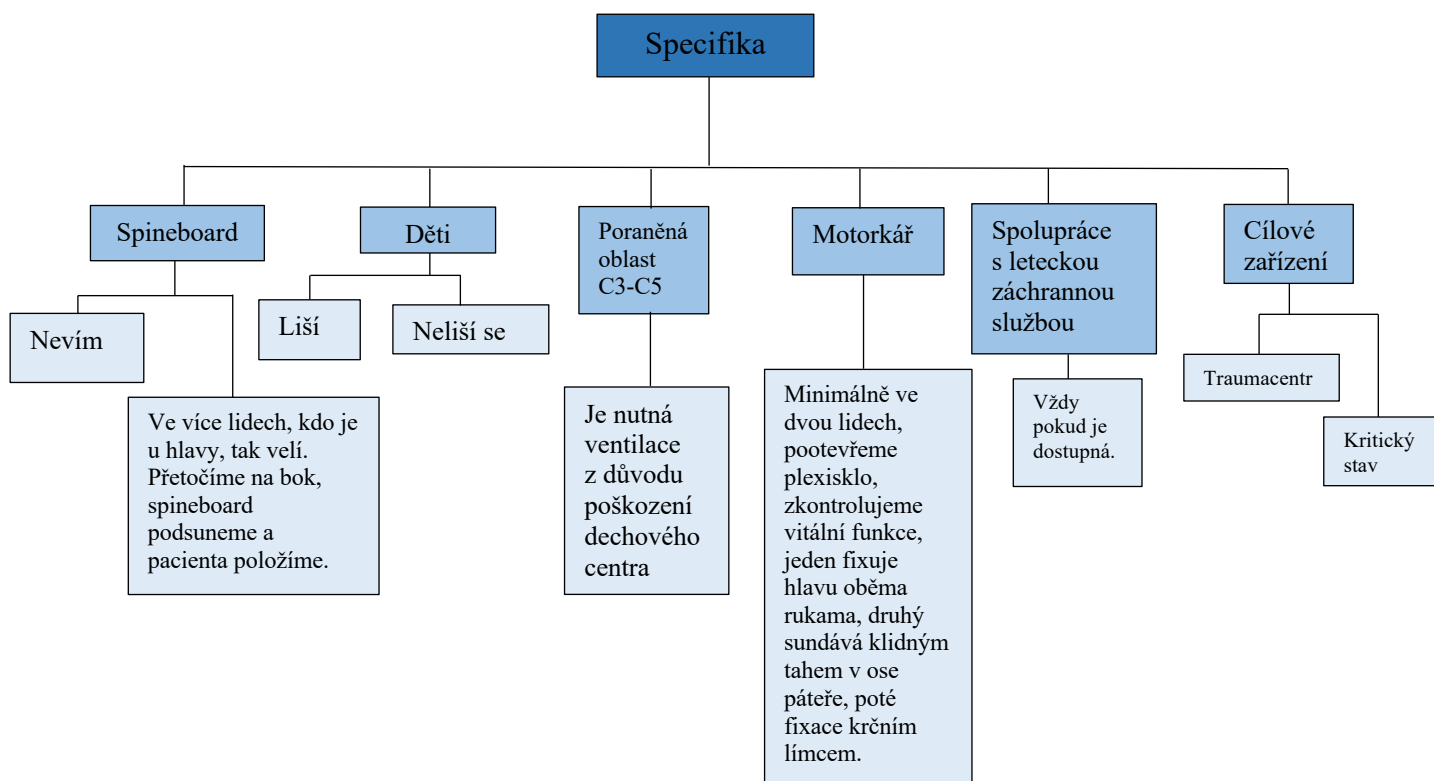 Specifika
Spineboard
Děti
Poraněná
oblast
C3-C5
Motorkář
Spolupráce
s leteckou
záchrannou
službou
Cílové
zařízení
Nevím
Ve více lidech, kdo je
u hlavy, tak velí.
Přetočíme na bok,
spineboard
podsuneme a
pacienta položíme.
Liší
Neliší se
Je nutná
ventilace
z důvodu
poškození
dechového
centra
Minimálně ve
dvou lidech,
pootevřeme
plexisklo,
zkontrolujeme
vitální funkce,
jeden fixuje
hlavu oběma
rukama, druhý
sundává klidným
tahem v ose
páteře, poté
fixace krčním
límcem.
Vždy
pokud je
dostupná.
Traumacentr
Kritický
stav